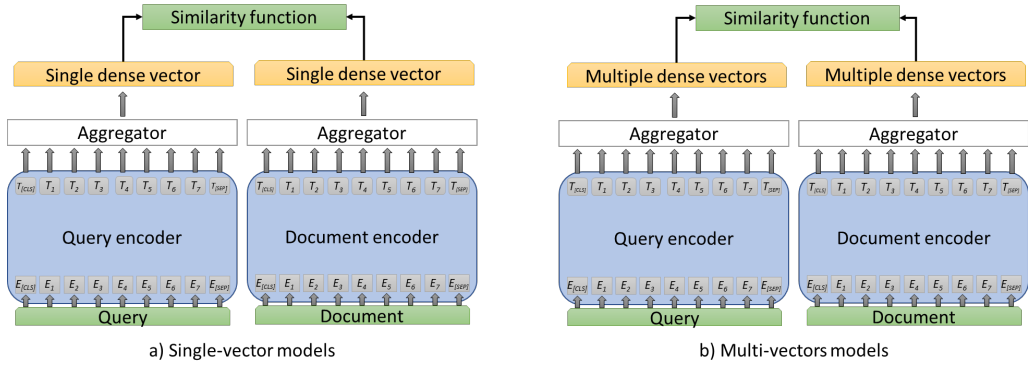 Similarity function
Single dense vector Single dense vector
Aggregator Aggregator
T[CLS] T1 T2 T3 T4 T5 T6 T7 T[SEP] T[CLS] T1 T2 T3 T4 T5 T6 T7 T[SEP]
Query encoder Document encoder
E[CLS] E1 E2 E3 E4 E5 E6 E7 E[SEP] E[CLS] E1 E2 E3 E4 E5 E6 E7 E[SEP]
Query Document
a) Single-vector models
Similarity function
Multiple dense vectors Multiple dense vectors
Aggregator Aggregator
T[CLS] T1 T2 T3 T4 T5 T6 T7 T[SEP] T[CLS] T1 T2 T3 T4 T5 T6 T7 T[SEP]
Query encoder Document encoder
E[CLS] E1 E2 E3 E4 E5 E6 E7 E[SEP] E[CLS] E1 E2 E3 E4 E5 E6 E7 E[SEP]
Query Document
b) Multi-vectors models